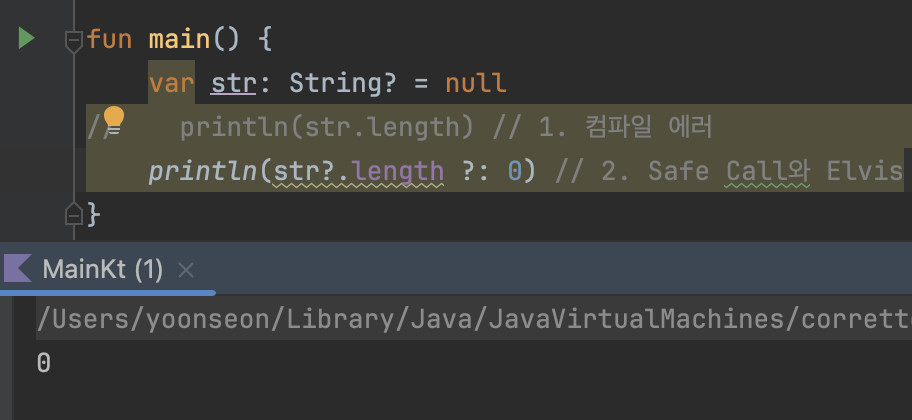 fun main() {
var str: String? = null
// println(str.length) // 1. 컴파일 에러
println(str?.length ?: 0) // 2. Safe Call와 Elvis
}
MainKt (1)
/Users/yoonseon/Library/Java/JavaVirtualMachines/corrett
0